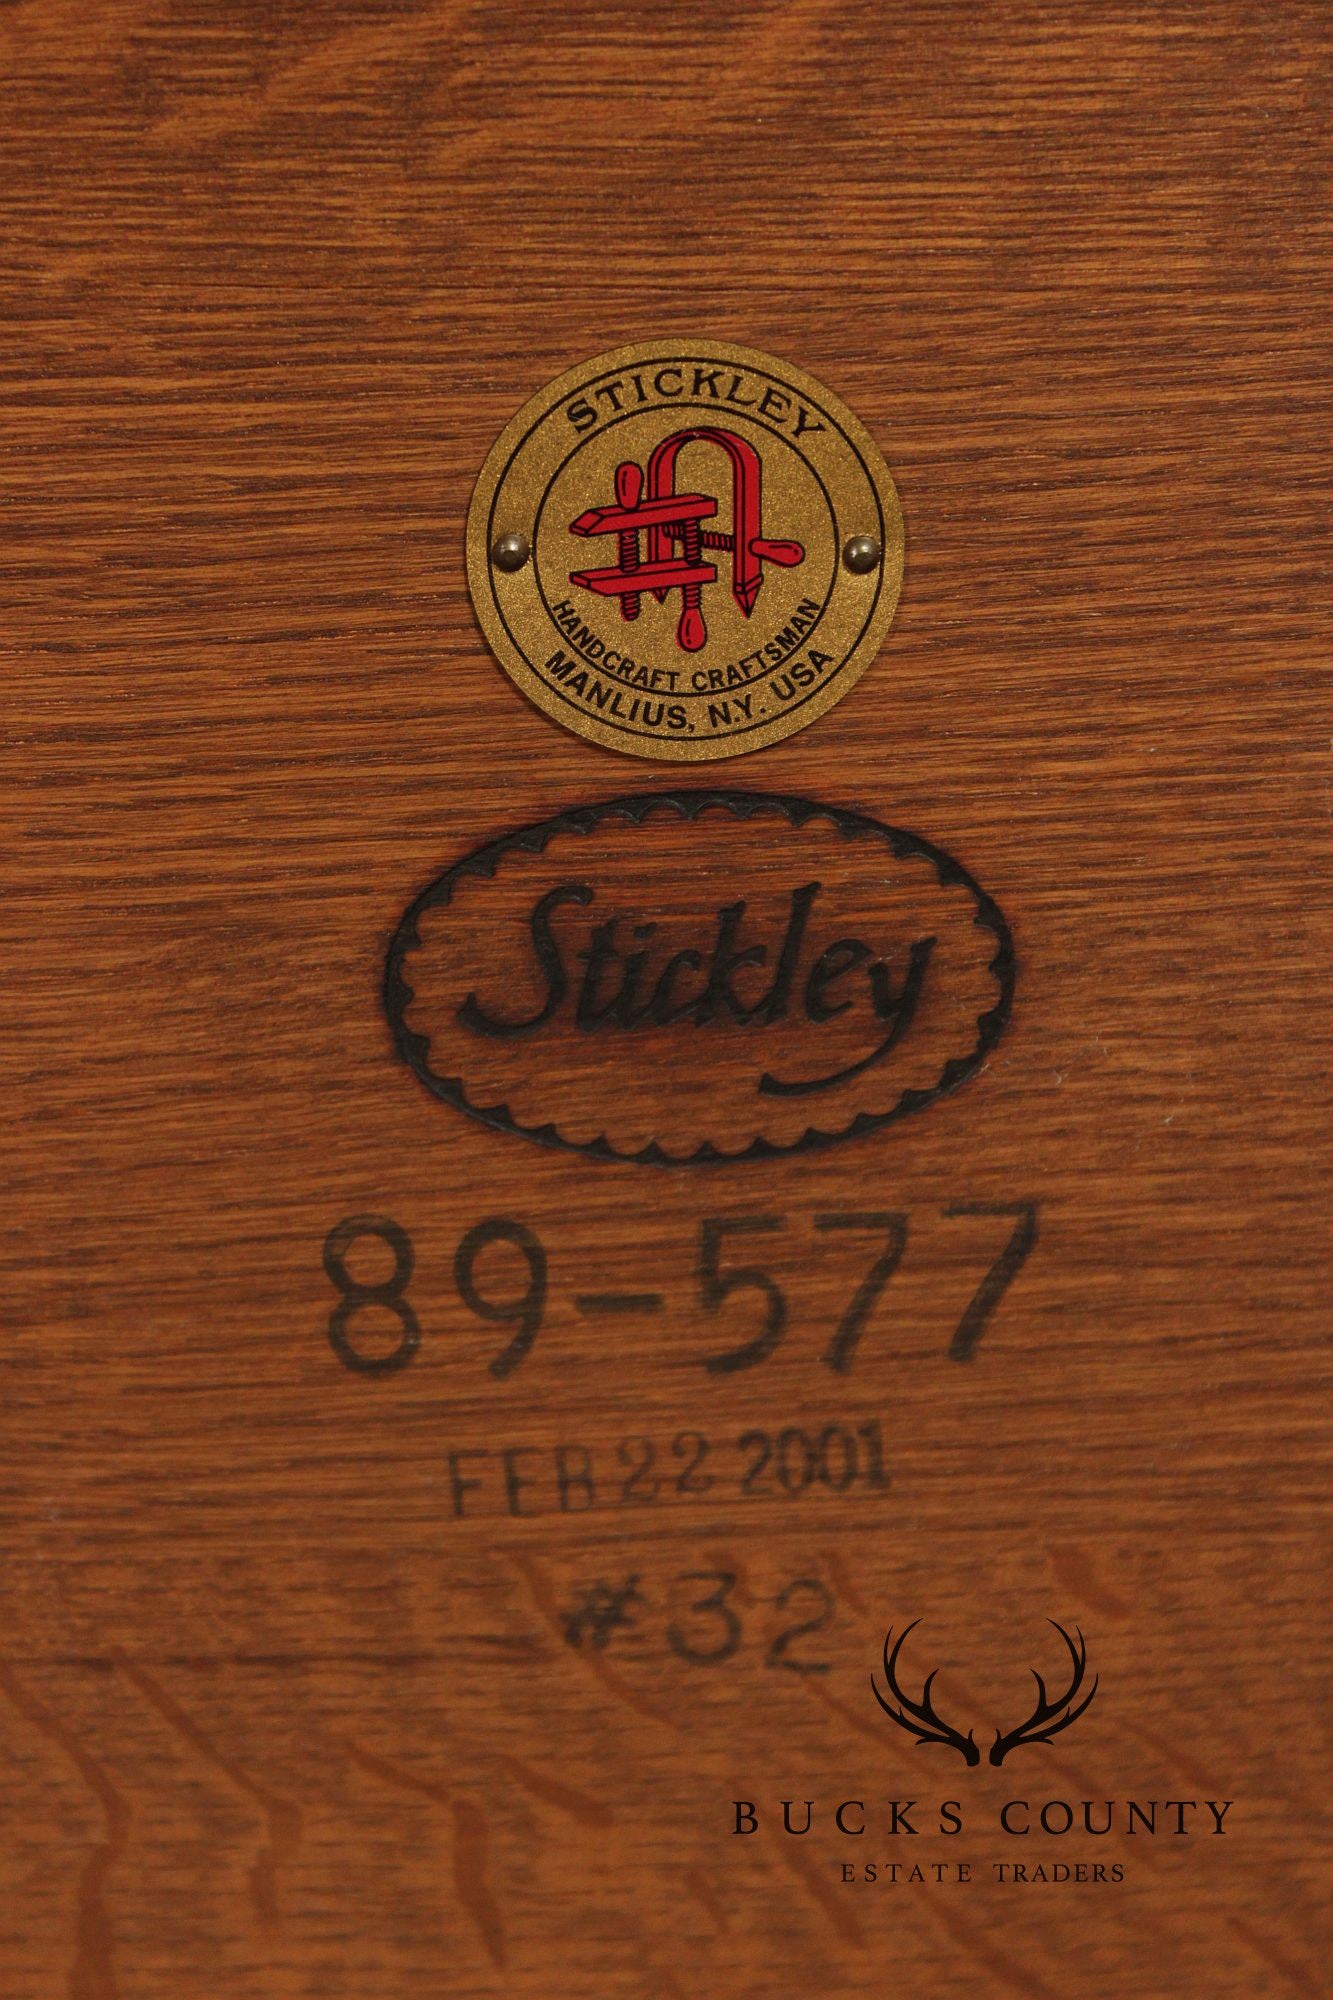 STICKLEY
HANDCRAFT CRAFTSMAN
MANLIUS, N.Y. USA
Stickley
89-577
FEB 22 2001
#32
BUCKS COUNTY
ESTATE TRADERS